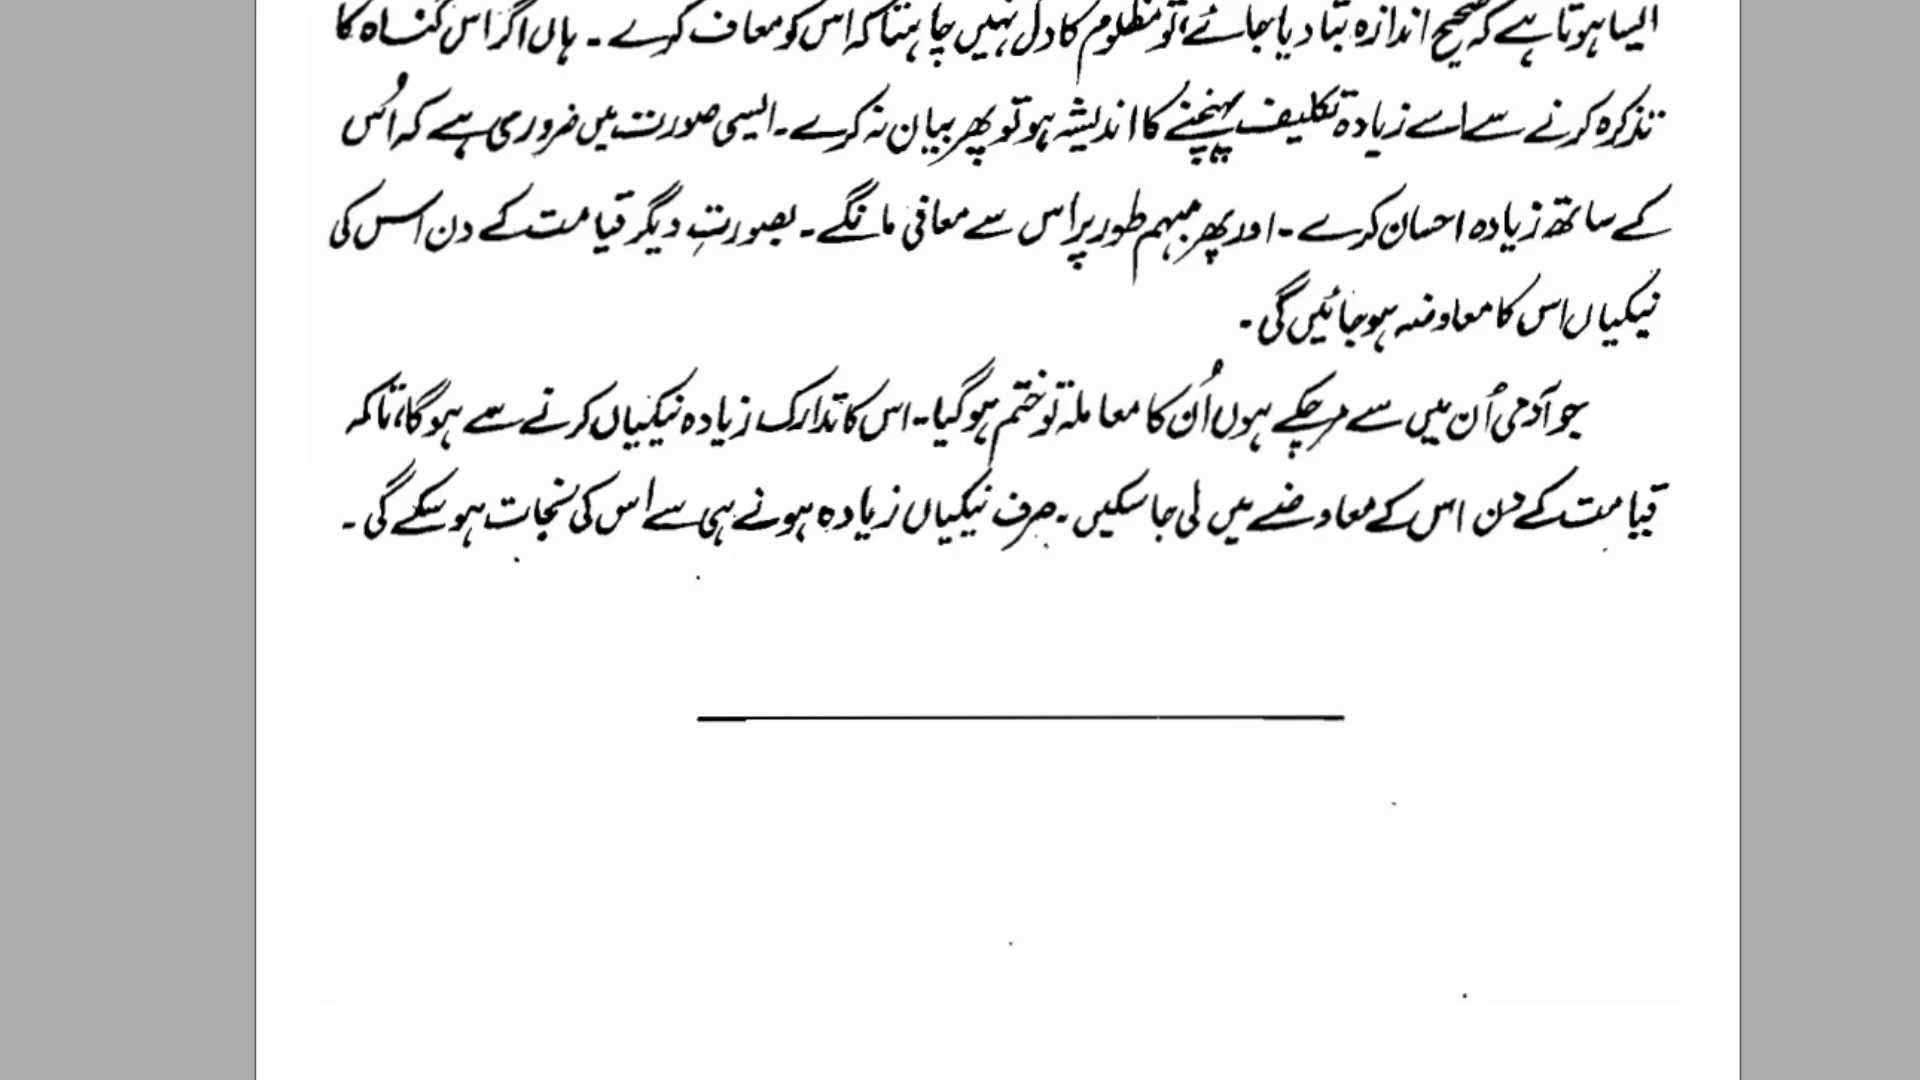 ایسا ہوتا ہے کہ صحیح اندازہ بتا دیا جائے، تو مظلوم کا دل نہیں چاہتا کہ اس کو معاف کرے ۔ ہاں اگر اس گناہ کا
تذکرہ کرنے سے اسے زیادہ تکلیف پہنچنے کا اندیشہ ہو تو پھر بیان نہ کرے ۔ ایسی صورت میں ضروری ہے کہ اُس
کے ساتھ زیادہ احسان کرے ۔ اور پھر مبہم طور پر اس سے معافی مانگے ۔ بصورتِ دیگر قیامت کے دن اس کی
نیکیاں اس کا معاوضہ ہو جائیں گی ۔
جو آدمی اُن میں سے مر چکے ہوں اُن کا معاملہ تو ختم ہو گیا ۔ اس کا تدارک زیادہ نیکیاں کرنے سے ہوگا، تاکہ
قیامت کے دن اس کے معاوضے میں لی جا سکیں ۔ صرف نیکیاں زیادہ ہونے ہی سے اس کی نجات ہو سکے گی ۔